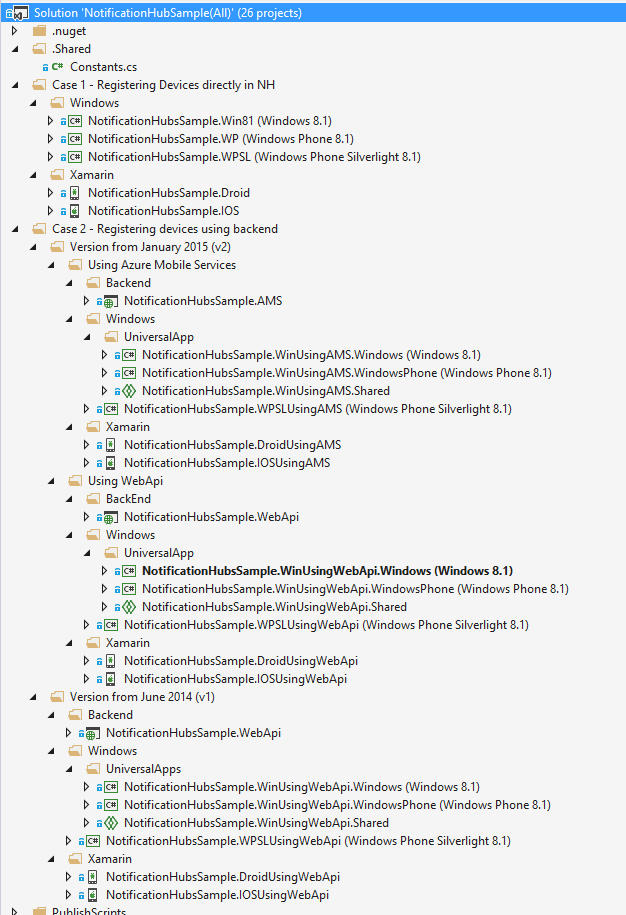 Solution 'NotificationHubSample(All)' (26 projects)
.nuget
.Shared
C# Constants.cs
Case 1 - Registering Devices directly in NH
Windows
C# NotificationHubsSample.Win81 (Windows 8.1)
C# NotificationHubsSample.WP (Windows Phone 8.1)
C# NotificationHubsSample.WPSL (Windows Phone Silverlight 8.1)
Xamarin
NotificationHubsSample.Droid
NotificationHubsSample.IOS
Case 2 - Registering devices using backend
Version from January 2015 (v2)
Using Azure Mobile Services
Backend
NotificationHubsSample.AMS
Windows
UniversalApp
C# NotificationHubsSample.WinUsingAMS.Windows (Windows 8.1)
C# NotificationHubsSample.WinUsingAMS.WindowsPhone (Windows Phone 8.1)
NotificationHubsSample.WinUsingAMS.Shared
C# NotificationHubsSample.WPSLUsingAMS (Windows Phone Silverlight 8.1)
Xamarin
NotificationHubsSample.DroidUsingAMS
NotificationHubsSample.IOSUsingAMS
Using WebApi
BackEnd
NotificationHubsSample.WebApi
Windows
UniversalApp
C# NotificationHubsSample.WinUsingWebApi.Windows (Windows 8.1)
C# NotificationHubsSample.WinUsingWebApi.WindowsPhone (Windows Phone 8.1)
NotificationHubsSample.WinUsingWebApi.Shared
C# NotificationHubsSample.WPSLUsingWebApi (Windows Phone Silverlight 8.1)
Xamarin
NotificationHubsSample.DroidUsingWebApi
NotificationHubsSample.IOSUsingWebApi
Version from June 2014 (v1)
Backend
NotificationHubsSample.WebApi
Windows
UniversalApps
C# NotificationHubsSample.WinUsingWebApi.Windows (Windows 8.1)
C# NotificationHubsSample.WinUsingWebApi.WindowsPhone (Windows Phone 8.1)
NotificationHubsSample.WinUsingWebApi.Shared
C# NotificationHubsSample.WPSLUsingWebApi (Windows Phone Silverlight 8.1)
Xamarin
NotificationHubsSample.DroidUsingWebApi
NotificationHubsSample.IOSUsingWebApi
PublishScripts